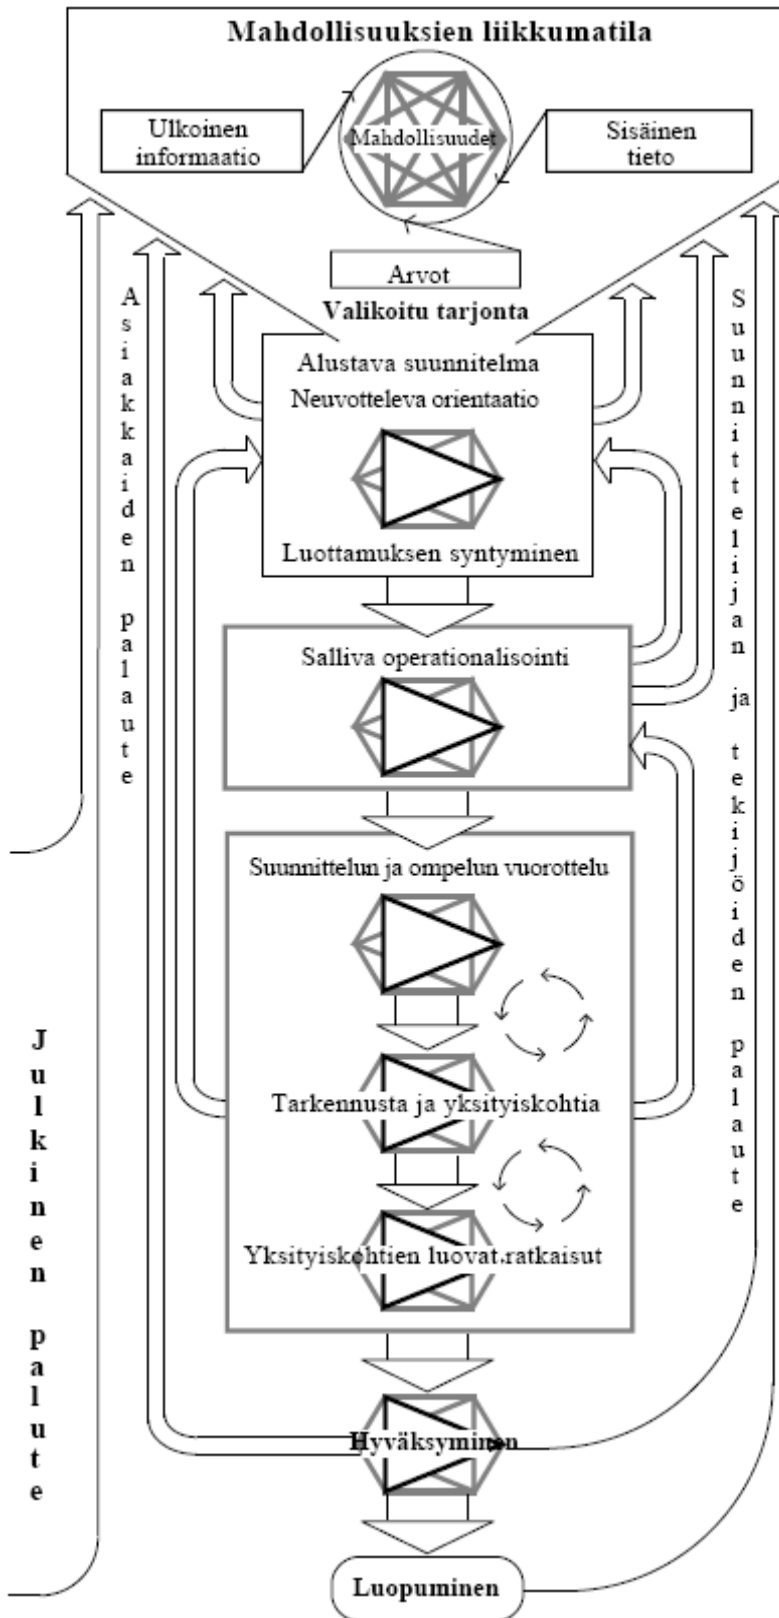 Mahdollisuuksien liikkumatila
Ulkoinen
informaatio
Mahdollisuudet
Sisäinen
tieto
Arvot
Valikoitu tarjonta
Alustava suunnitelma
Neuvotteleva orientaatio
Luottamuksen syntyminen
Asiakkaiden palaute
Suunnittelijan ja tekijöiden palaute
Salliva operationalisointi
Suunnittelun ja ompelun vuorottelu
Tarkennusta ja yksityiskohtia
Yksityiskohtien luovat ratkaisut
Julkinen palute
Hyväksyminen
Luopuminen